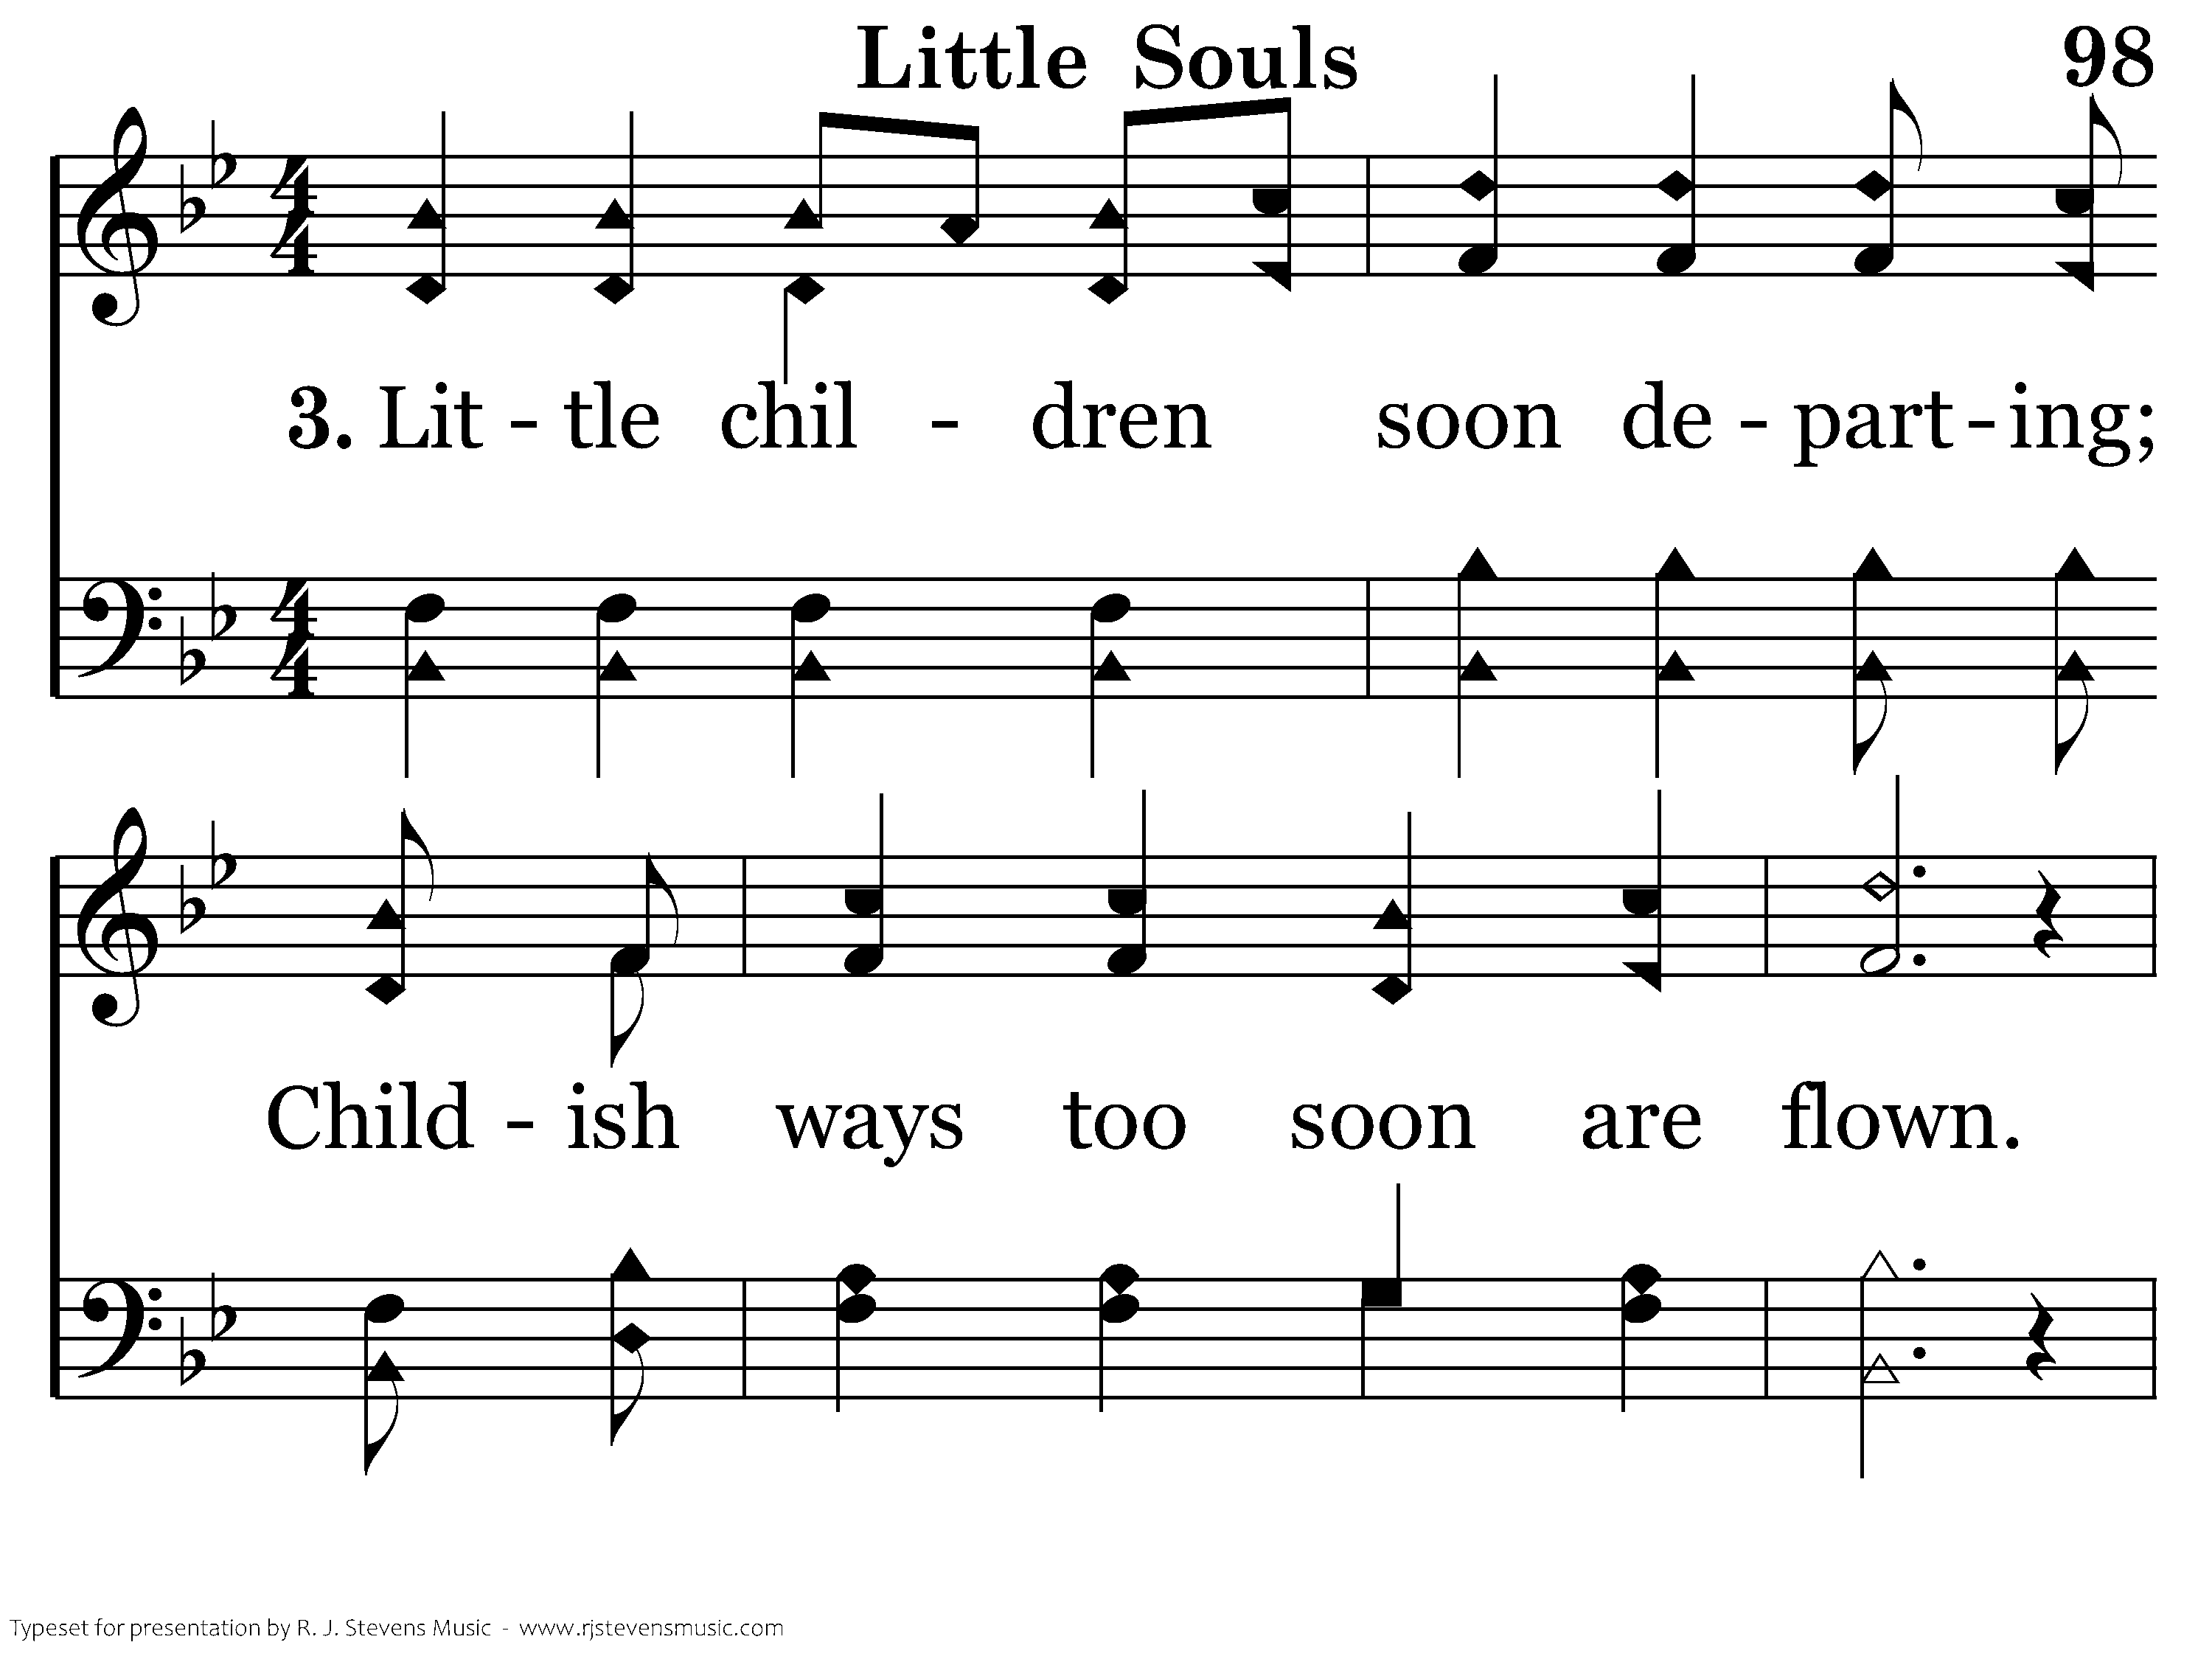 Little Souls 98
3. Lit - tle chil - dren soon de - part - ing;
Child - ish ways too soon are flown.
Typeset for presentation by R. J. Stevens Music - www.rjstevensmusic.com